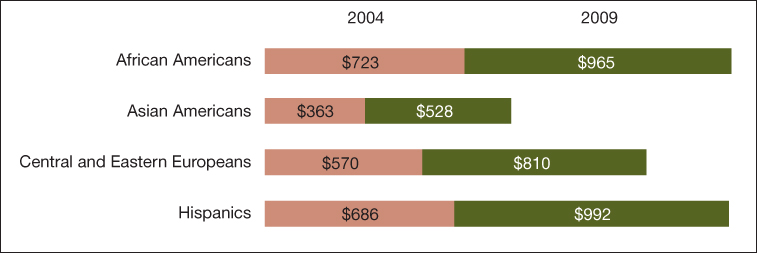 2004 2009
African Americans $723 $965
Asian Americans $363 $528
Central and Eastern Europeans $570 $810
Hispanics $686 $992